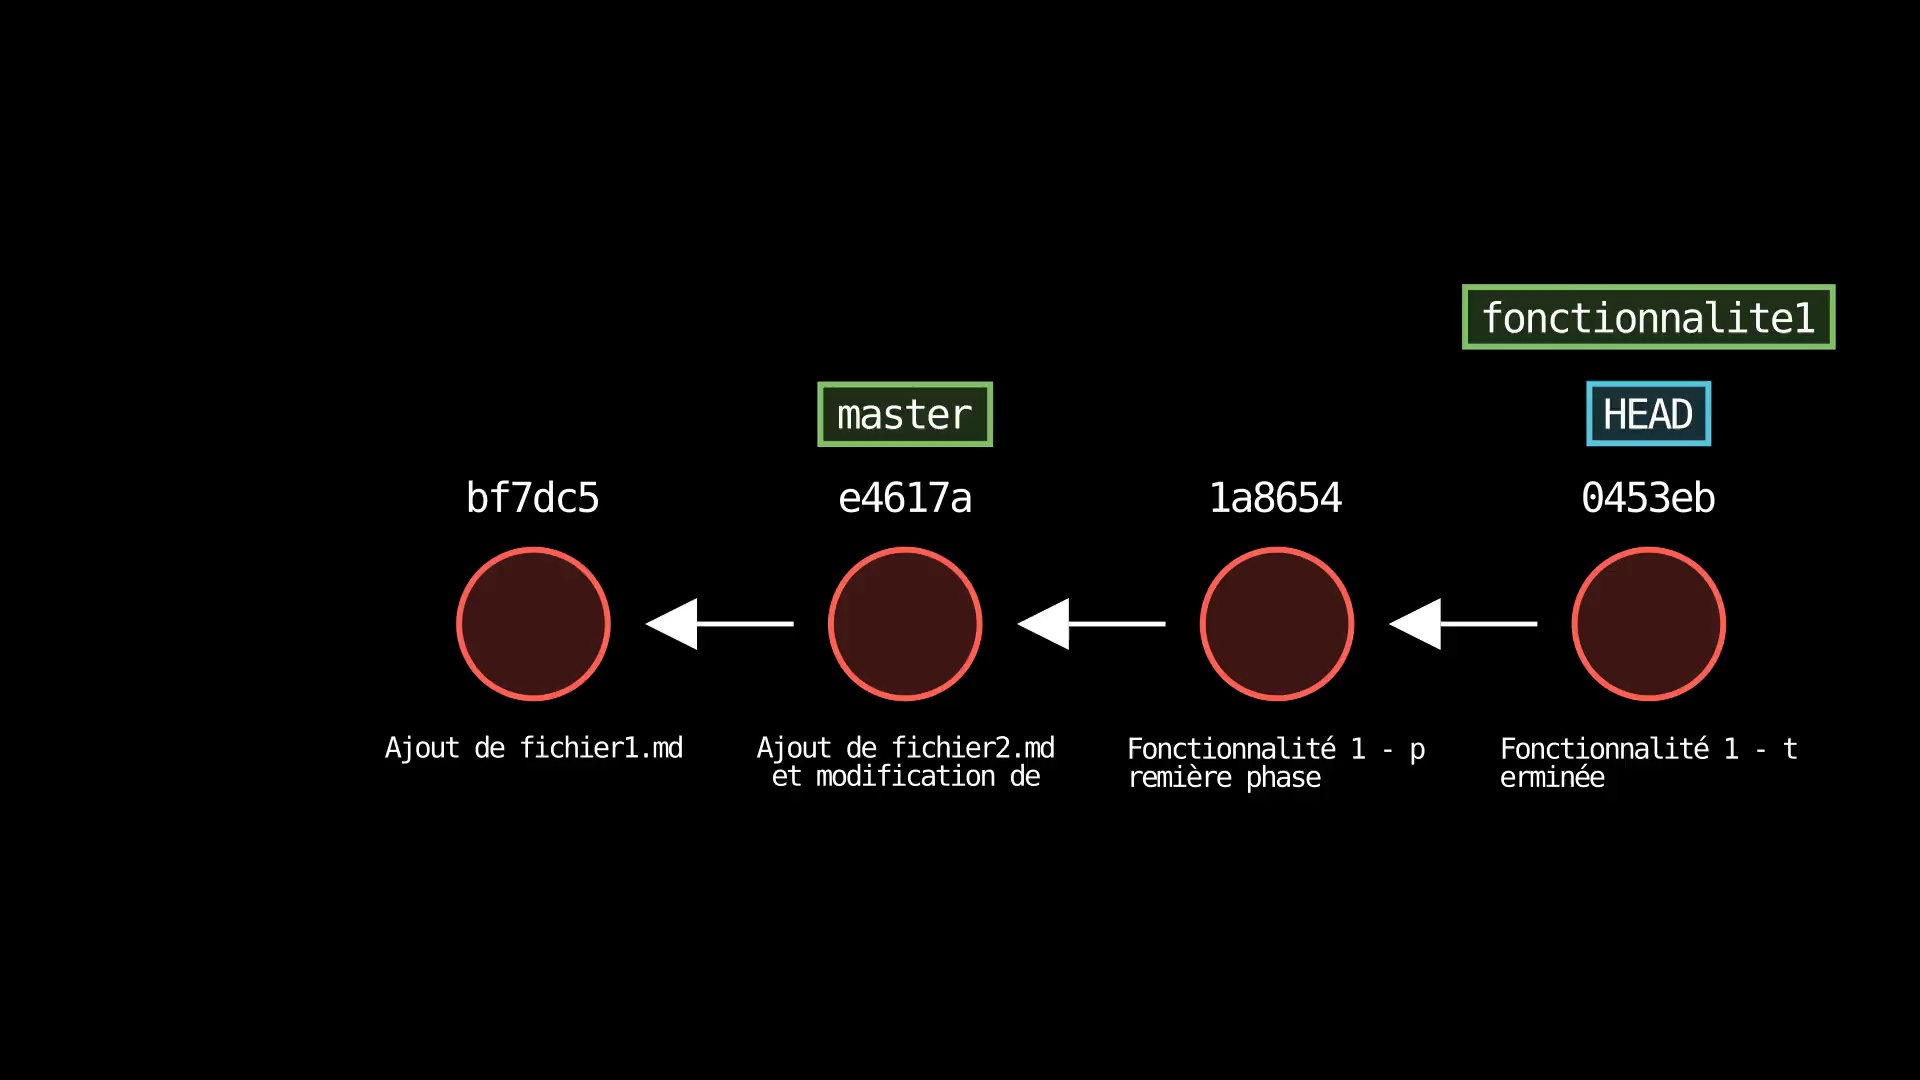 fonctionnalite1
master
HEAD
bf7dc5
e4617a
1a8654
0453eb
Ajout de fichier1.md
Ajout de fichier2.md
et modification de
Fonctionnalité 1 - p
remière phase
Fonctionnalité 1 - t
erminée